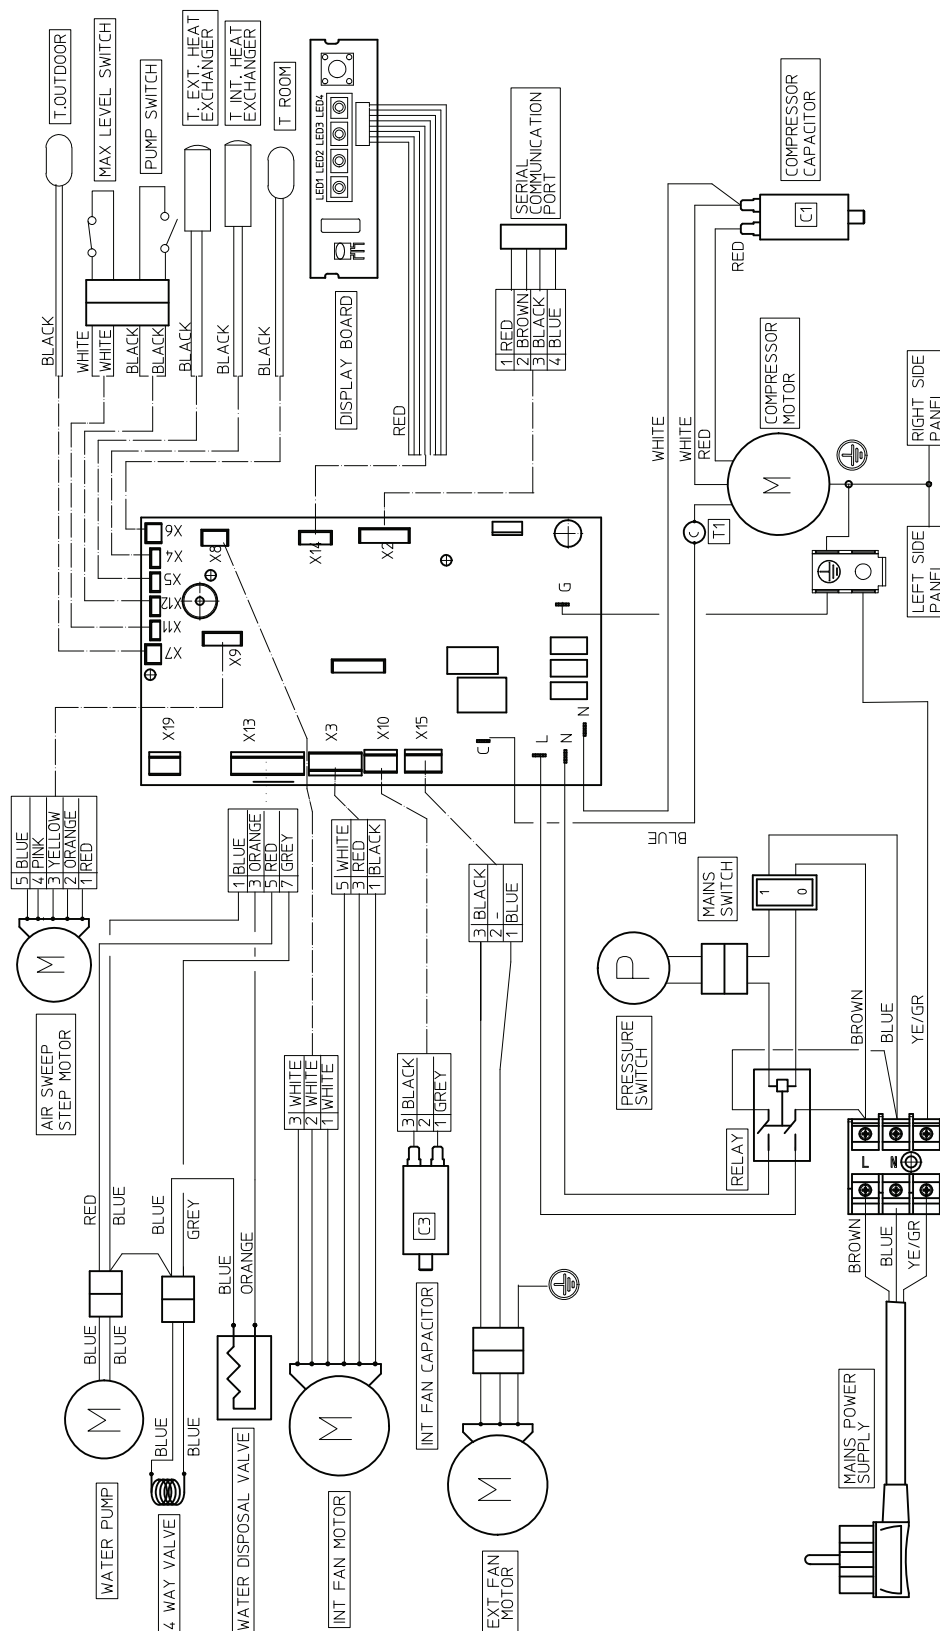 T.OUTDOOR
MAX LEVEL SWITCH
PUMP SWITCH
T. EXT. HEAT
EXCHANGER
T INT. HEAT
EXCHANGER
T ROOM
BLACK
WHITE
WHITE
BLACK
BLACK
BLACK
BLACK
BLACK
LED1 LED2 LED3 LED4
DISPLAY BOARD
RED
SERIAL
COMMUNICATION
PORT
1 RED
2 BROWN
3 BLACK
4 BLUE
COMPRESSOR
CAPACITOR
C1
RED
COMPRESSOR
MOTOR
M
WHITE
WHITE
RED
C
T1
RIGHT SIDE
PANEL
LEFT SIDE
PANEL
X6
X4
X5
X12
X11
X7
X8
X9
X14
X2
G
X19
X13
X3
X10
X15
C
L
N
N
BLUE
5 BLUE
4 PINK
3 YELLOW
2 ORANGE
1 RED
M
AIR SWEEP
STEP MOTOR
1 BLUE
3 ORANGE
5 RED
7 GREY
5 WHITE
3 RED
1 BLACK
3 BLACK
2 -
1 BLUE
3 WHITE
2 WHITE
1 WHITE
3 BLACK
2
1 GREY
C3
INT FAN CAPACITOR
MAINS
SWITCH
1
0
P
PRESSURE
SWITCH
RELAY
BROWN
BLUE
YE/GR
L
N
BROWN
BLUE
YE/GR
MAINS POWER
SUPPLY
RED
BLUE
BLUE
GREY
BLUE
ORANGE
BLUE
BLUE
M
WATER PUMP
BLUE
BLUE
4 WAY VALVE
WATER DISPOSAL VALVE
M
INT FAN MOTOR
M
EXT.FAN
MOTOR